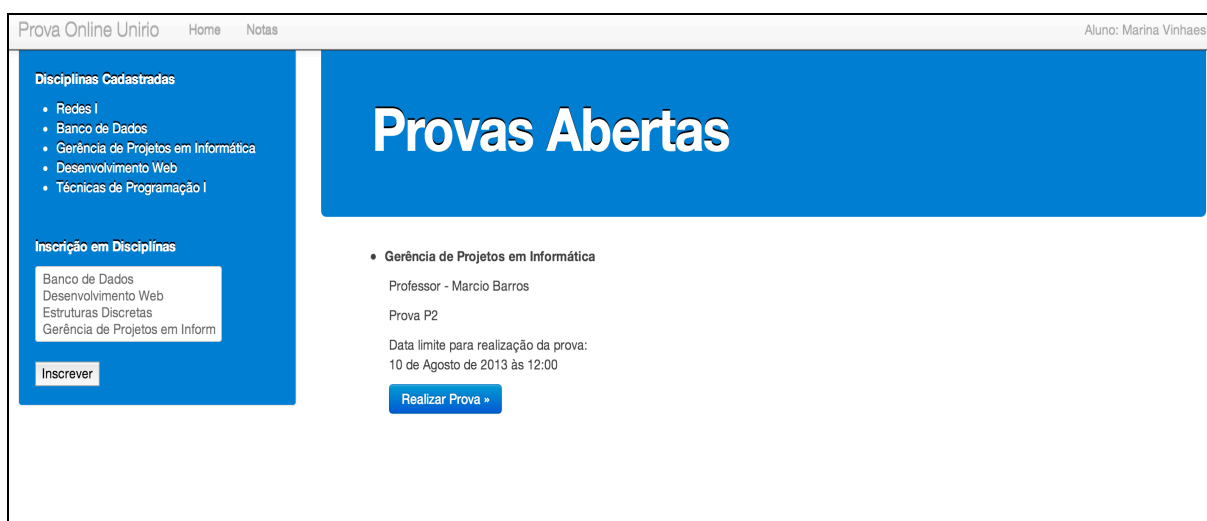 Prova Online Unirio Home Notas Aluno: Marina Vinhaes
Disciplinas Cadastradas
• Redes I
• Banco de Dados
• Gerência de Projetos em Informática
• Desenvolvimento Web
• Técnicas de Programação I
Inscrição em Disciplínas
Banco de Dados
Desenvolvimento Web
Estruturas Discretas
Gerência de Projetos em Inform
Inscrever
Provas Abertas
• Gerência de Projetos em Informática
Professor - Marcio Barros
Prova P2
Data limite para realização da prova:
10 de Agosto de 2013 às 12:00
Realizar Prova »